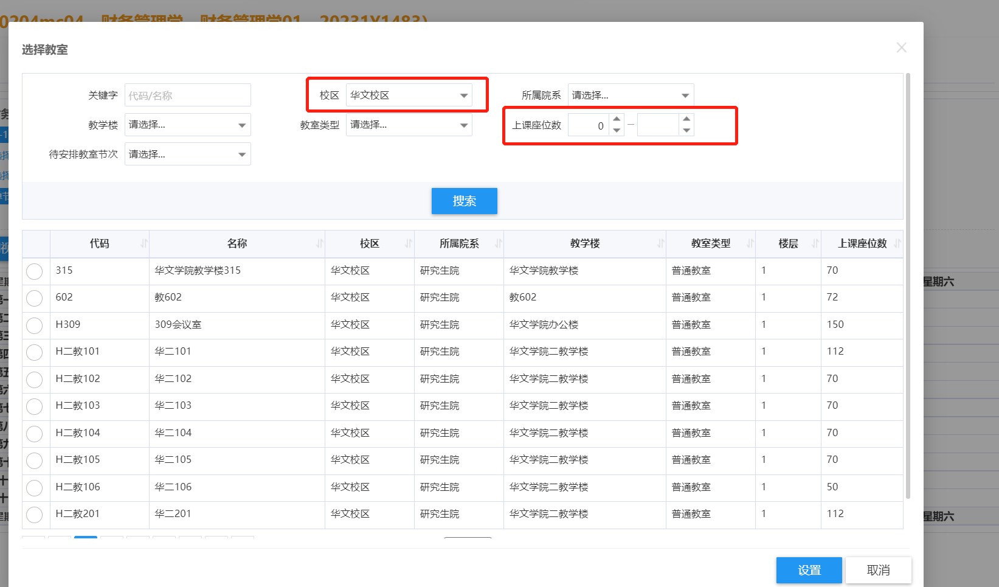 选择教室
关键字 代码/名称 校区 华文校区 所属院系 请选择...
教学楼 请选择... 教室类型 请选择... 上课座位数 0 —
待安排教室节次 请选择...
搜索
代码 名称 校区 所属院系 教学楼 教室类型 楼层 上课座位数
315 华文学院教学楼315 华文校区 研究生院 华文学院教学楼 普通教室 1 70
602 教602 华文校区 研究生院 教602 普通教室 1 72
H309 309会议室 华文校区 研究生院 华文学院办公楼 普通教室 1 150
H二教101 华二101 华文校区 研究生院 华文学院二教学楼 普通教室 1 112
H二教102 华二102 华文校区 研究生院 华文学院二教学楼 普通教室 1 70
H二教103 华二103 华文校区 研究生院 华文学院二教学楼 普通教室 1 70
H二教104 华二104 华文校区 研究生院 华文学院二教学楼 普通教室 1 70
H二教105 华二105 华文校区 研究生院 华文学院二教学楼 普通教室 1 70
H二教106 华二106 华文校区 研究生院 华文学院二教学楼 普通教室 1 50
H二教201 华二201 华文校区 研究生院 华文学院二教学楼 普通教室 1 112
设置 取消
星期六
星期六